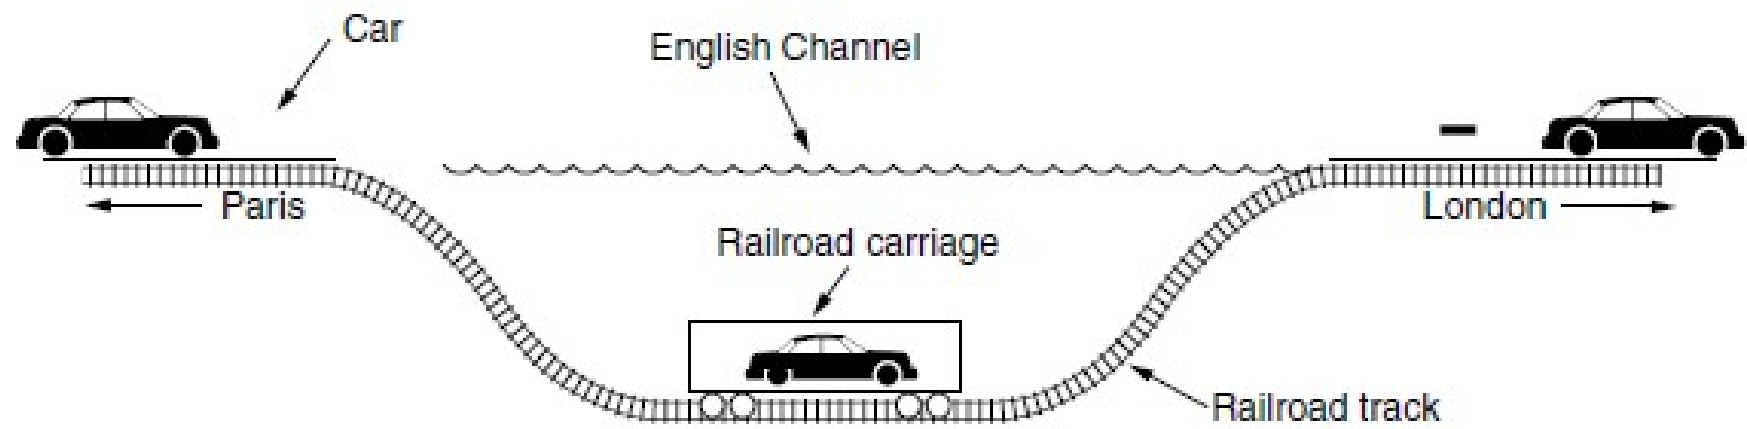 Car
English Channel
Paris
London
Railroad carriage
Railroad track